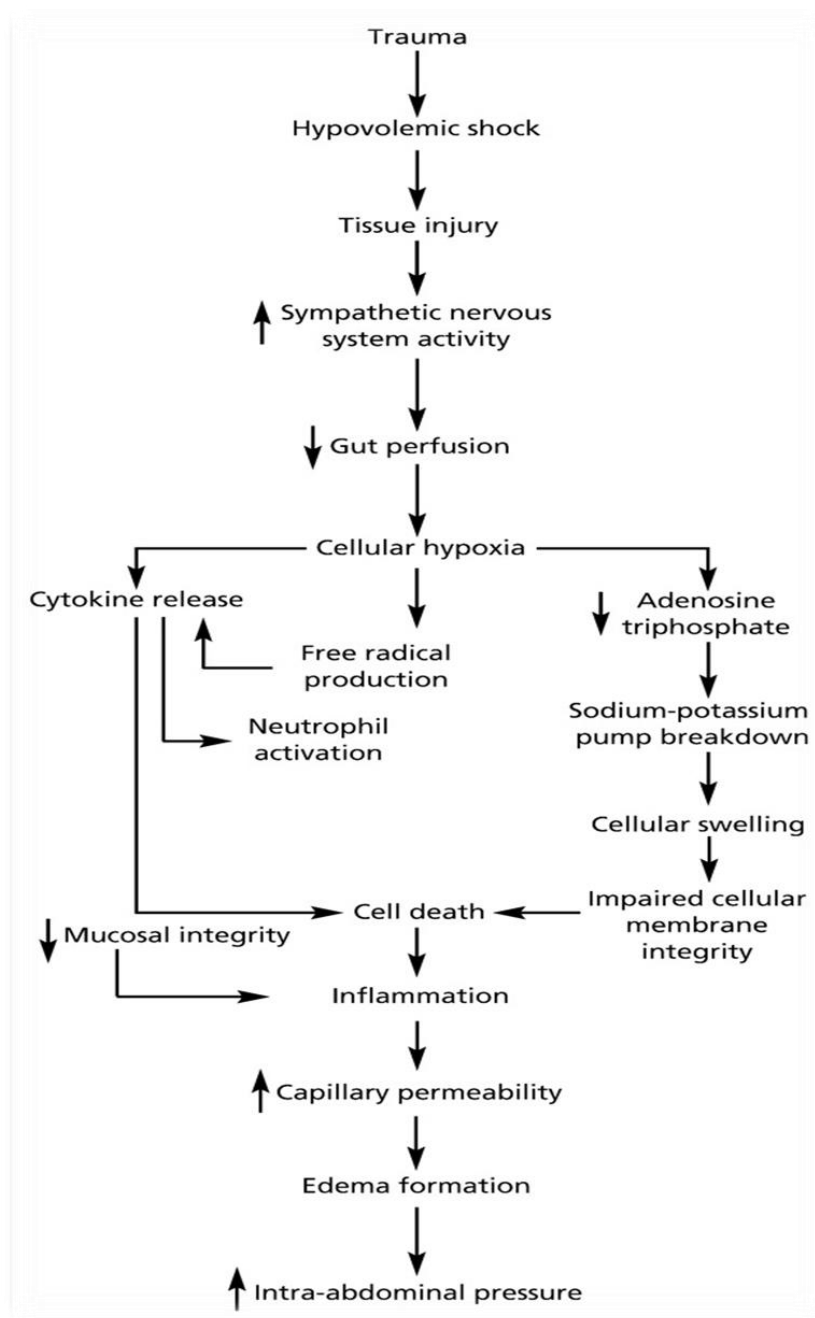 Trauma
Hypovolemic shock
Tissue injury
Sympathetic nervous
system activity
Gut perfusion
Cellular hypoxia
Cytokine release
Adenosine
triphosphate
Free radical
production
Sodium-potassium
pump breakdown
Neutrophil
activation
Cellular swelling
Impaired cellular
membrane
integrity
Cell death
Mucosal integrity
Inflammation
Capillary permeability
Edema formation
Intra-abdominal pressure